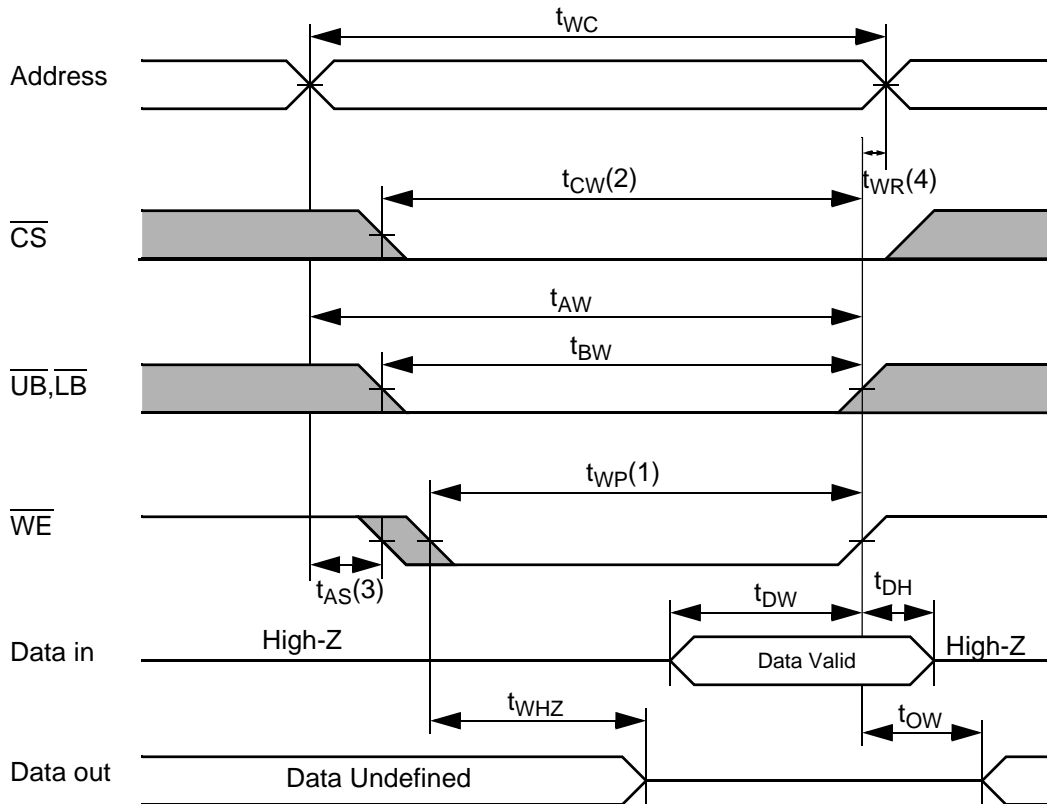 tWC
Address
tCW(2)
tWR(4)
CS
tAW
tBW
UB,LB
tWP(1)
WE
tAS(3)
tDW
tDH
Data in
High-Z
Data Valid
High-Z
tWHZ
tOW
Data out
Data Undefined